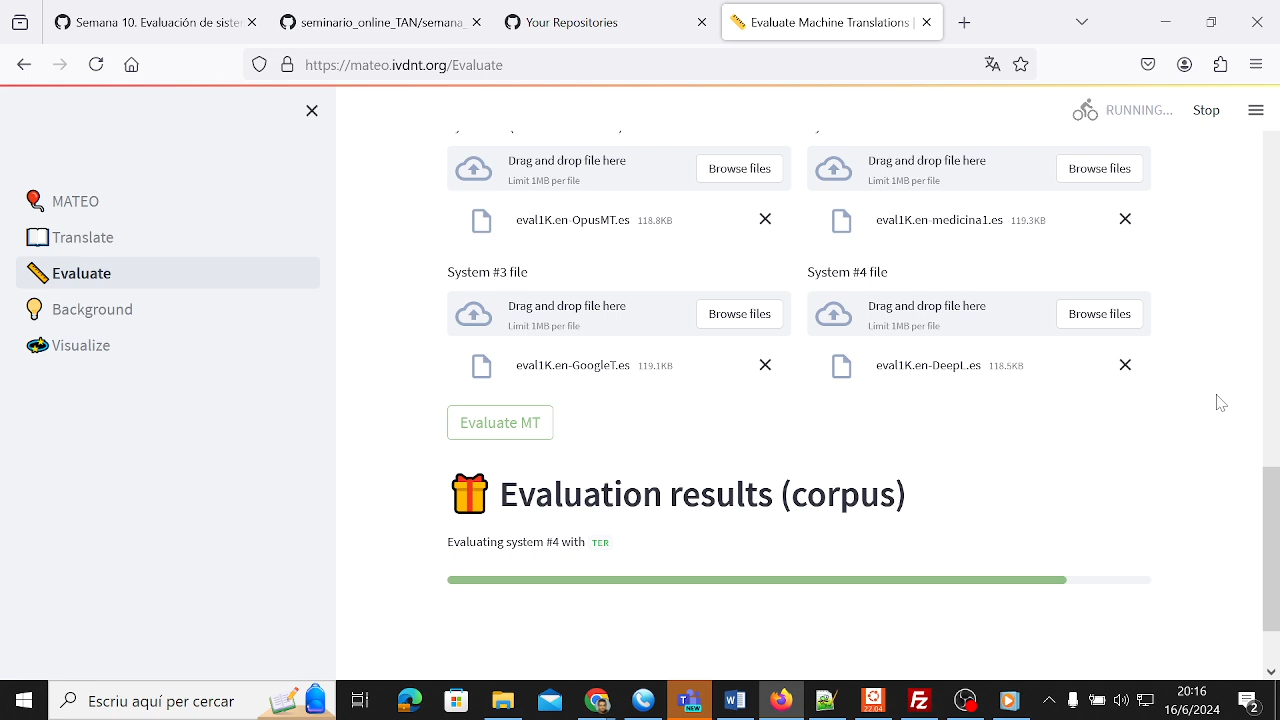 Semana 10. Evaluación de sister
seminario_online_TAN/semana_
Your Repositories
Evaluate Machine Translations |
https://mateo.ivdnt.org/Evaluate
RUNNING...
Stop
MATEO
Translate
Evaluate
Background
Visualize
Drag and drop file here
Limit 1MB per file
Browse files
Drag and drop file here
Limit 1MB per file
Browse files
eval1K.en-OpusMT.es 118.8KB
eval1K.en-medicina1.es 119.3KB
System #3 file
System #4 file
Drag and drop file here
Limit 1MB per file
Browse files
Drag and drop file here
Limit 1MB per file
Browse files
eval1K.en-GoogleT.es 119.1KB
eval1K.en-DeepL.es 118.5KB
Evaluate MT
Evaluation results (corpus)
Evaluating system #4 with TER
Escriu aquí per cercar
NEW
22.04
20:16
16/6/2024
2